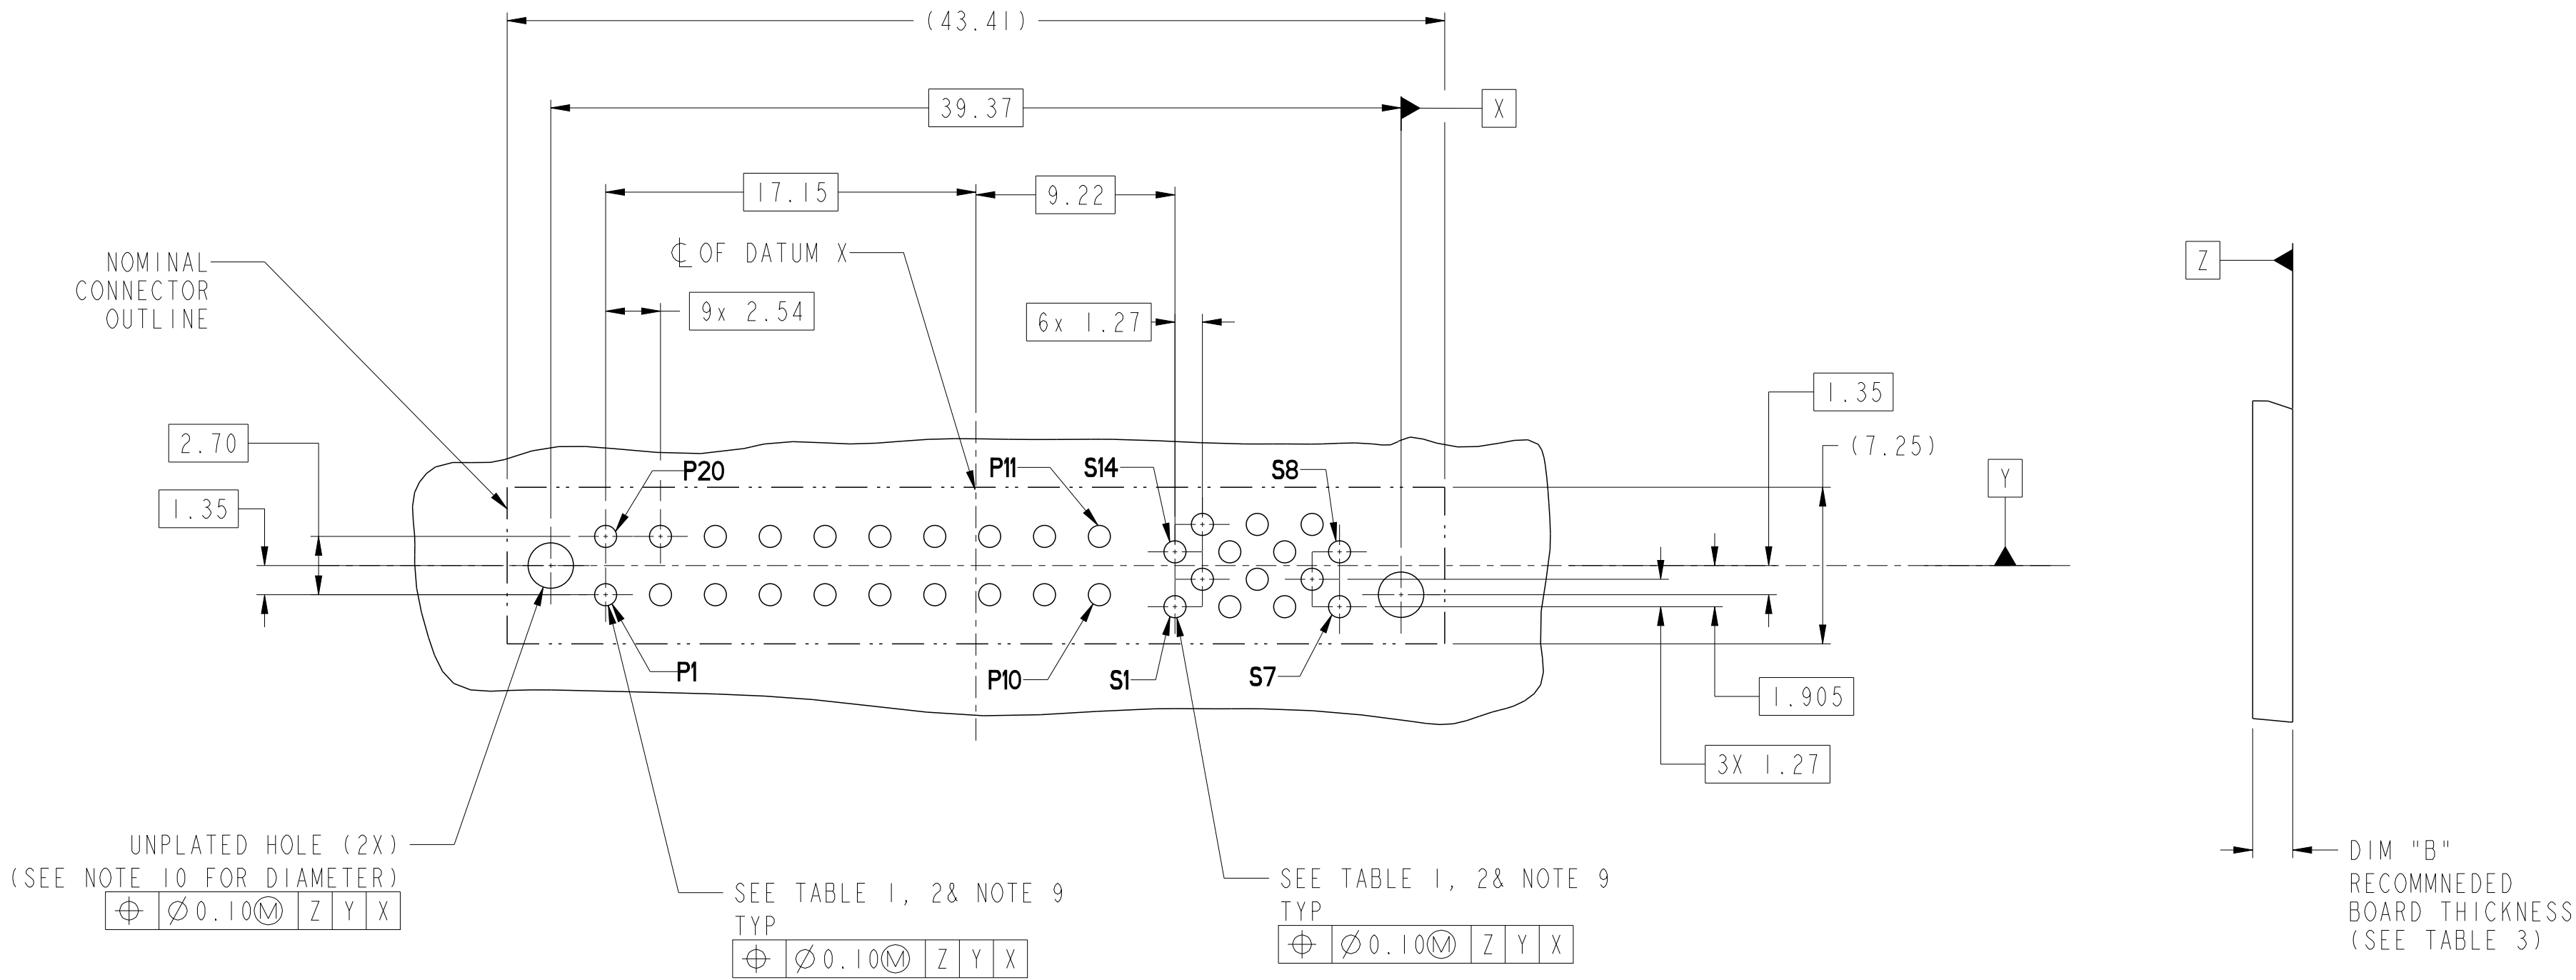 (43.41)
39.37
X
17.15
9.22
NOMINAL
CONNECTOR
OUTLINE
℄ OF DATUM X
Z
9x 2.54
6x 1.27
1.35
2.70
(7.25)
P20
P11
S14
S8
Y
1.35
P1
P10
S1
S7
1.905
3X 1.27
UNPLATED HOLE (2X)
(SEE NOTE 10 FOR DIAMETER)
⌖ ∅0.10Ⓜ Z Y X
SEE TABLE 1, 2& NOTE 9
TYP
⌖ ∅0.10Ⓜ Z Y X
SEE TABLE 1, 2& NOTE 9
TYP
⌖ ∅0.10Ⓜ Z Y X
DIM "B"
RECOMMNEDED
BOARD THICKNESS
(SEE TABLE 3)